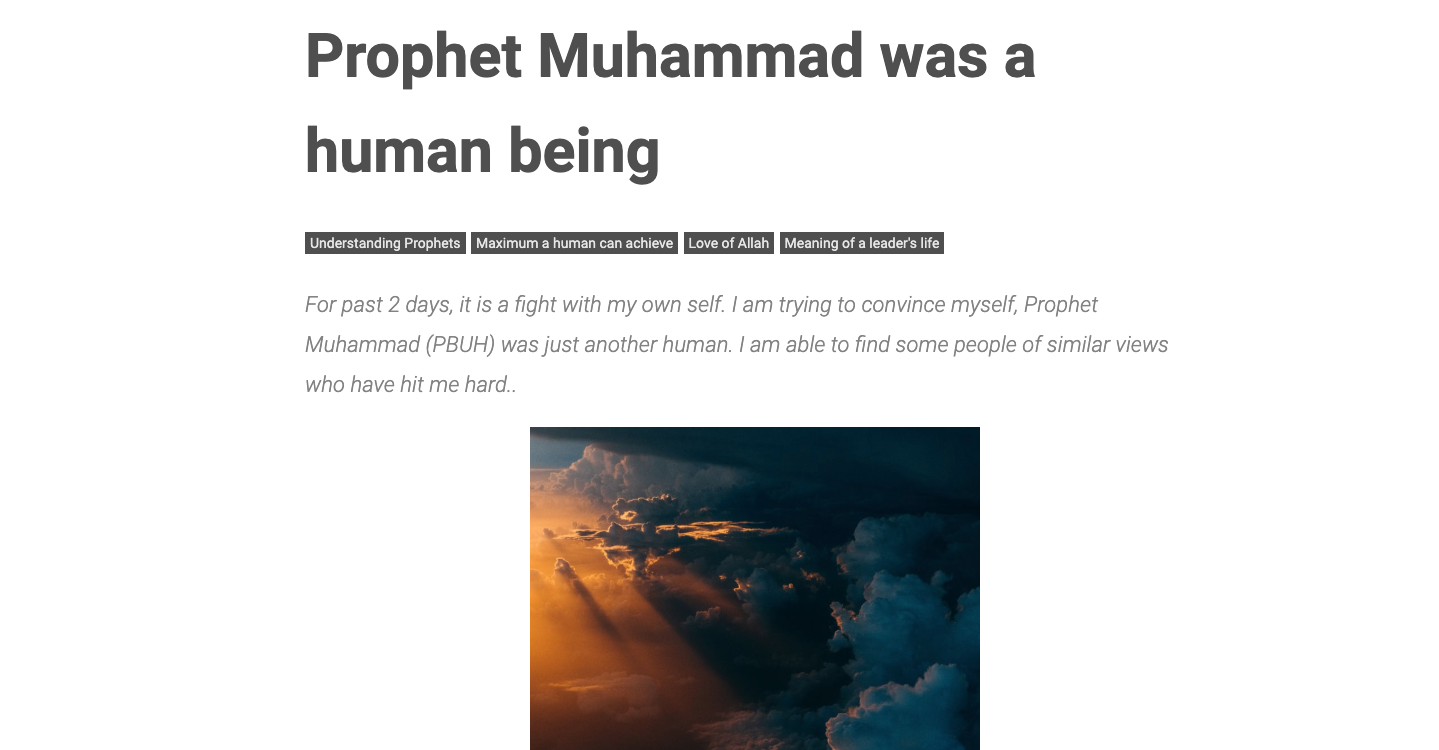 Prophet Muhammad was a
human being
Understanding Prophets Maximum a human can achieve Love of Allah Meaning of a leader's life
For past 2 days, it is a fight with my own self. I am trying to convince myself, Prophet
Muhammad (PBUH) was just another human. I am able to find some people of similar views
who have hit me hard..